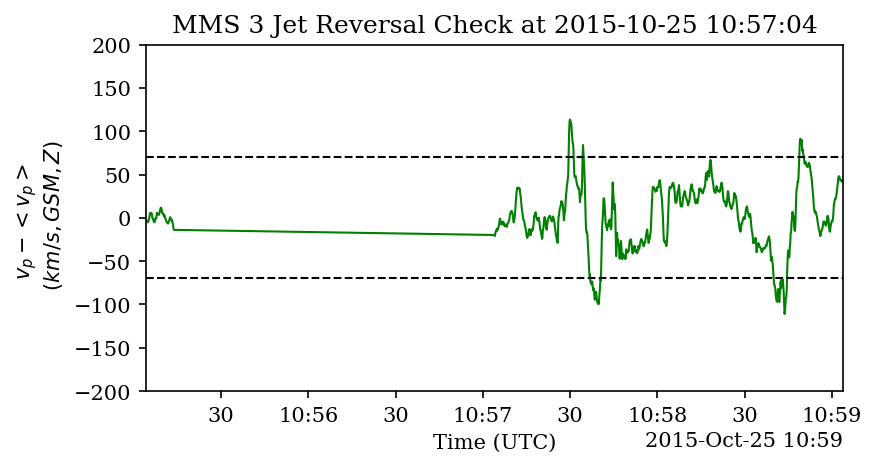 MMS 3 Jet Reversal Check at 2015-10-25 10:57:04
200
150
100
50
0
−50
−100
−150
−200
v_p − < v_p >
(km/s, GSM, Z)
30 10:56 30 10:57 30 10:58 30 10:59
Time (UTC)
2015-Oct-25 10:59